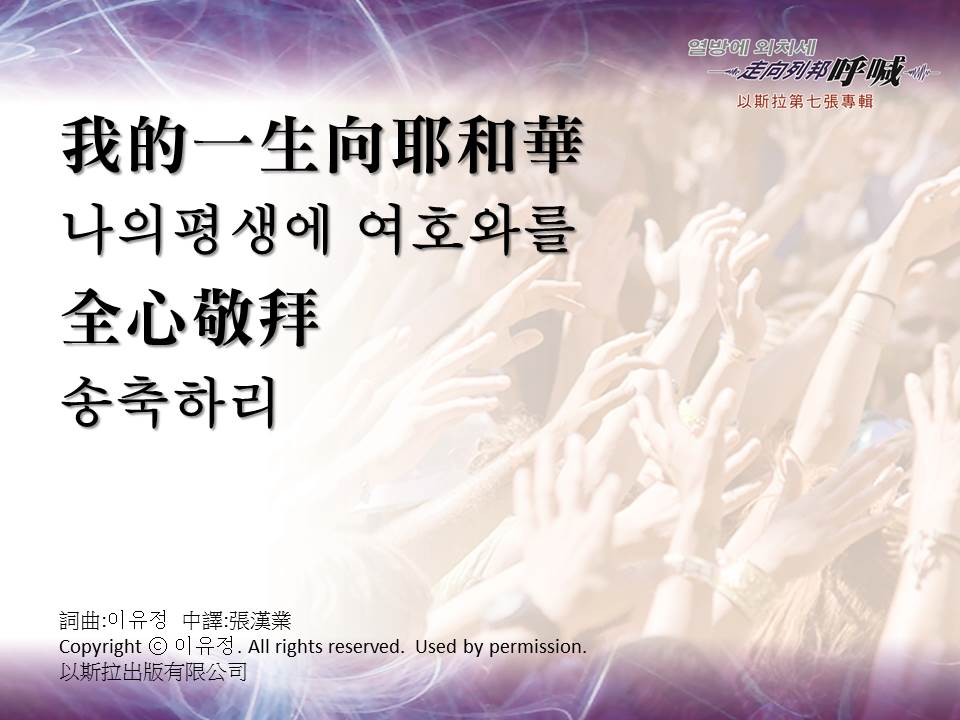 열방에 외치세
走向列邦呼喊
以斯拉第七張專輯
我的一生向耶和華
나의평생에 여호와를
全心敬拜
송축하리
詞曲:이유정 中譯:張漢業
Copyright ⓒ 이유정. All rights reserved. Used by permission.
以斯拉出版有限公司